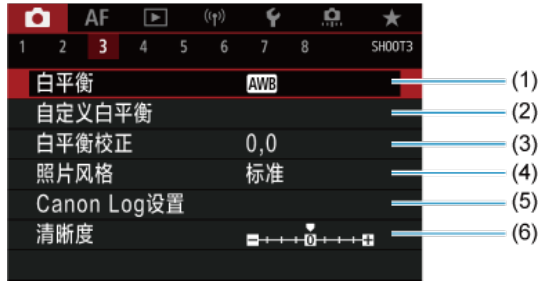 AF
1 2 3 4 5 6 7 8 SHOOT3
白平衡 AWB (1)
自定义白平衡 (2)
白平衡校正 0,0 (3)
照片风格 标准 (4)
Canon Log设置 (5)
清晰度 0 (6)